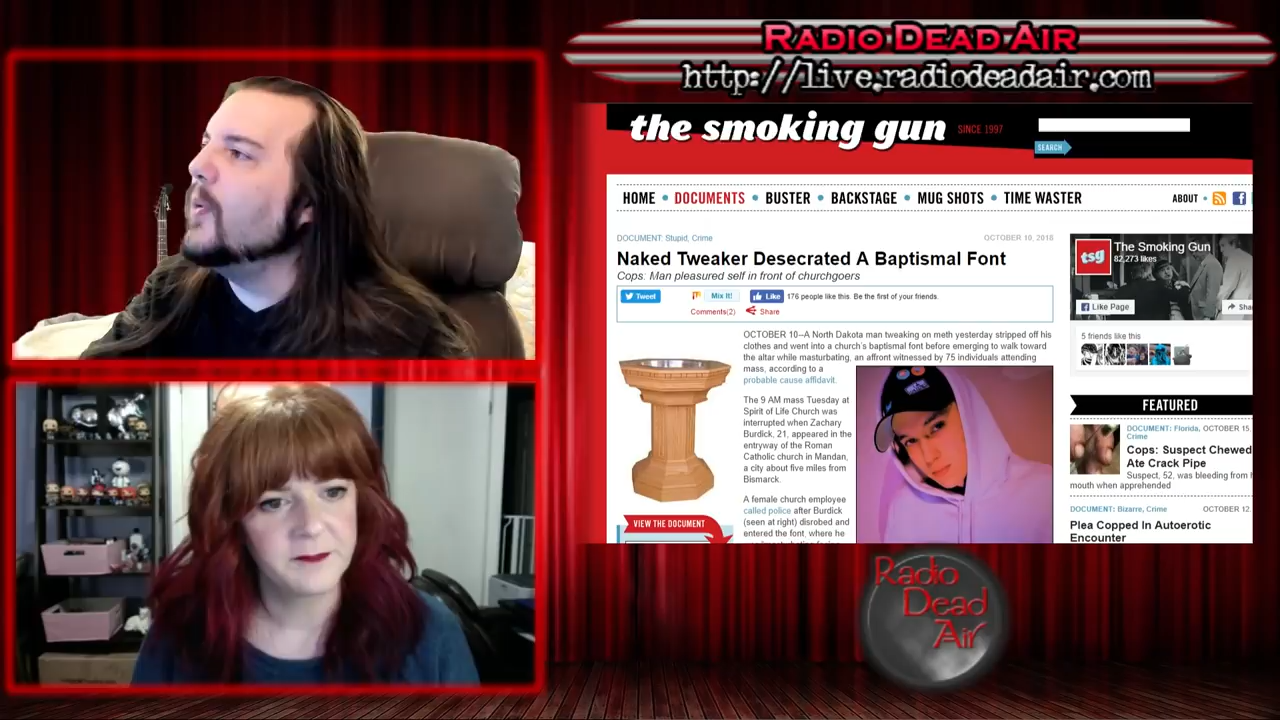 RADIO DEAD AIR
http://live.radiodeadair.com
the smoking gun
SINCE 1997
SEARCH
HOME • DOCUMENTS • BUSTER • BACKSTAGE • MUG SHOTS • TIME WASTER
ABOUT •
DOCUMENT: Stupid, Crime
OCTOBER 10, 2018
Naked Tweaker Desecrated A Baptismal Font
Cops: Man pleasured self in front of churchgoers
Tweet
Mix It!
Like
176 people like this. Be the first of your friends.
Comments(2)
Share
OCTOBER 10--A North Dakota man tweaking on meth yesterday stripped off his
clothes and went into a church's baptismal font before emerging to walk toward
the altar while masturbating, an affront witnessed by 75 individuals attending
mass, according to a
probable cause affidavit.
The 9 AM mass Tuesday at
Spirit of Life Church was
interrupted when Zachary
Burdick, 21, appeared in the
entryway of the Roman
Catholic church in Mandan,
a city about five miles from
Bismarck.
A female church employee
called police after Burdick
(seen at right) disrobed and
entered the font, where he
VIEW THE DOCUMENT
tsg
The Smoking Gun
82,273 likes
Like Page
Sha
5 friends like this
FEATURED
DOCUMENT: Florida, OCTOBER 15,
Crime
Cops: Suspect Chewed
Ate Crack Pipe
Suspect, 52, was bleeding from
mouth when apprehended
DOCUMENT: Bizarre, Crime
OCTOBER 12,
Plea Copped In Autoerotic
Encounter
Radio
Dead
Air